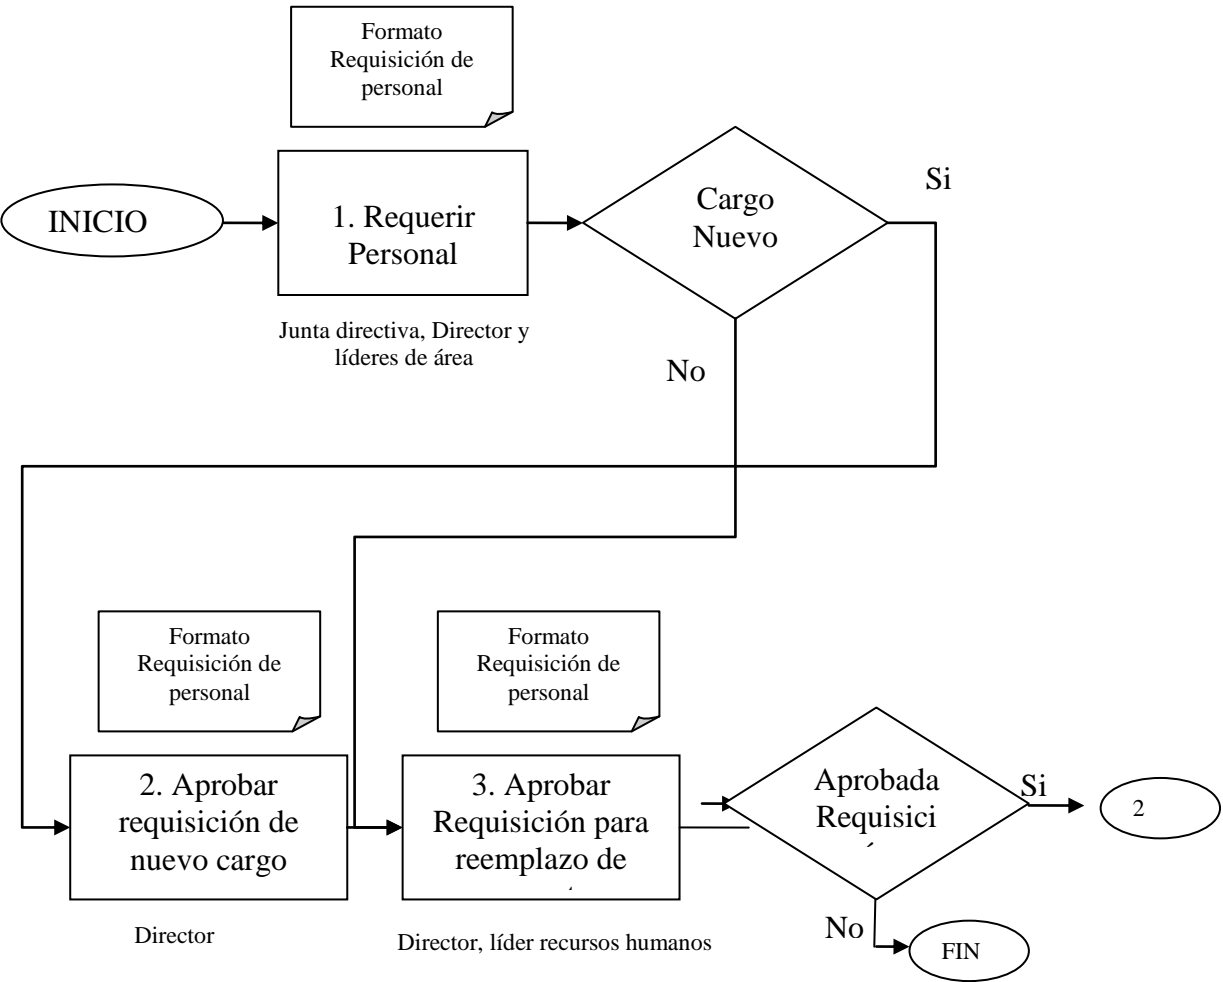 Formato
Requisición de
personal
INICIO
1. Requerir
Personal
Cargo
Nuevo
Si
Junta directiva, Director y
líderes de área
No
Formato
Requisición de
personal
Formato
Requisición de
personal
2. Aprobar
requisición de
nuevo cargo
3. Aprobar
Requisición para
reemplazo de
Aprobada
Requisici
Si
2
Director
Director, líder recursos humanos
No
FIN